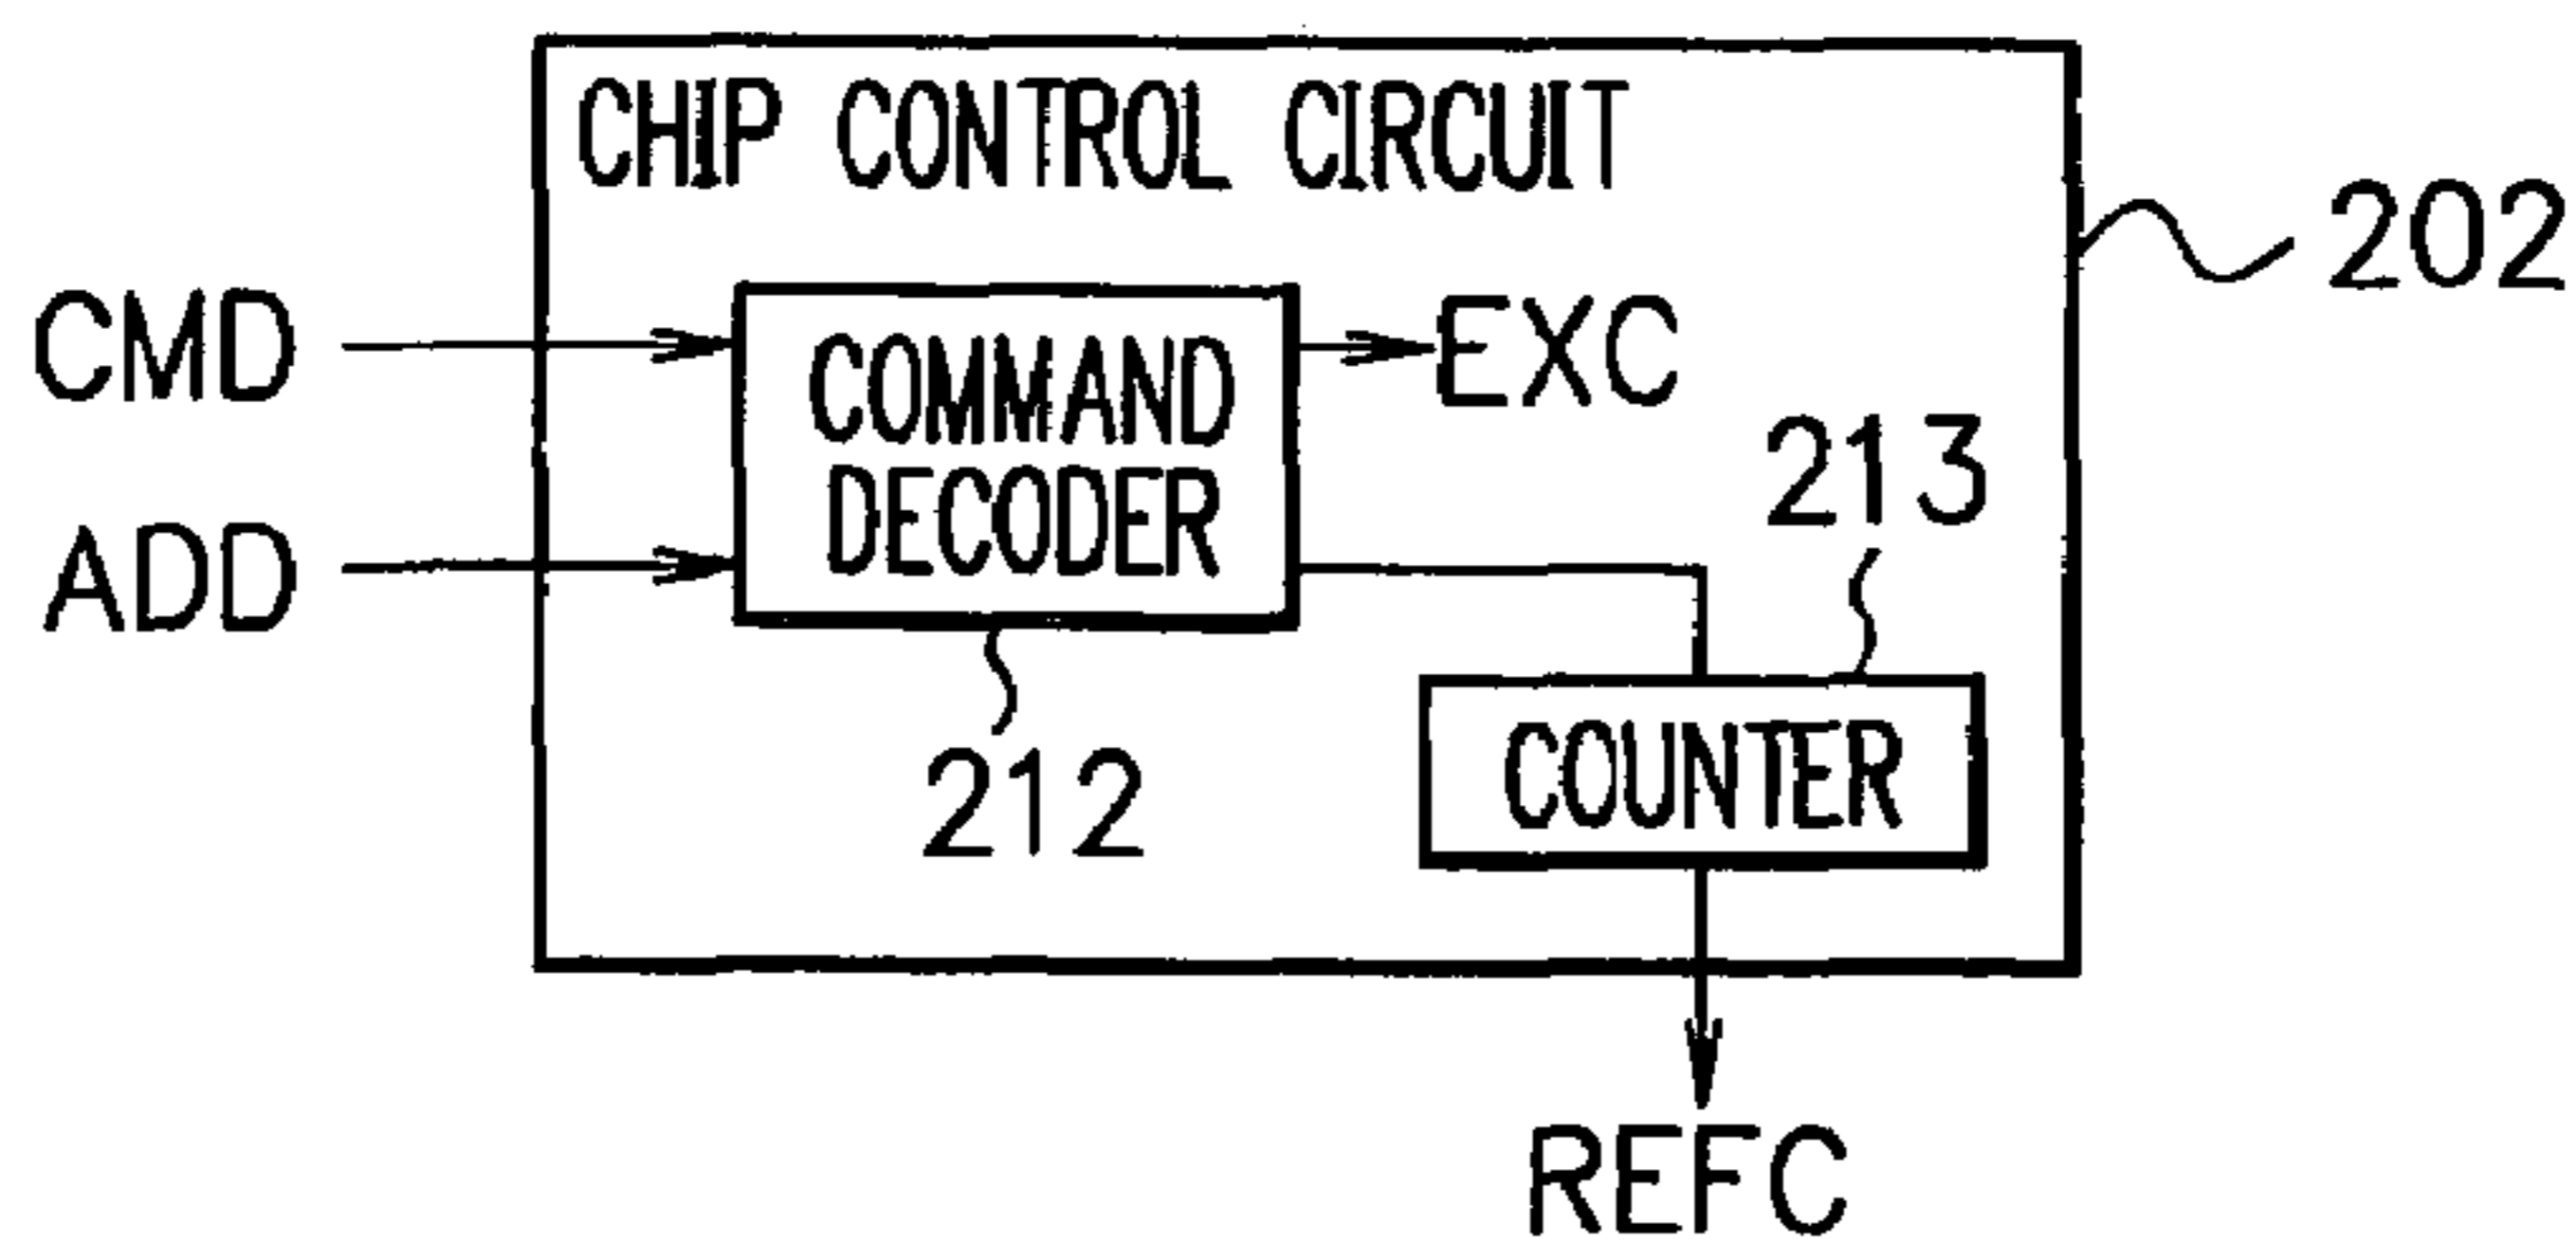 CHIP CONTROL CIRCUIT
202
CMD
COMMAND
DECODER
EXC
213
ADD
212
COUNTER
REFC